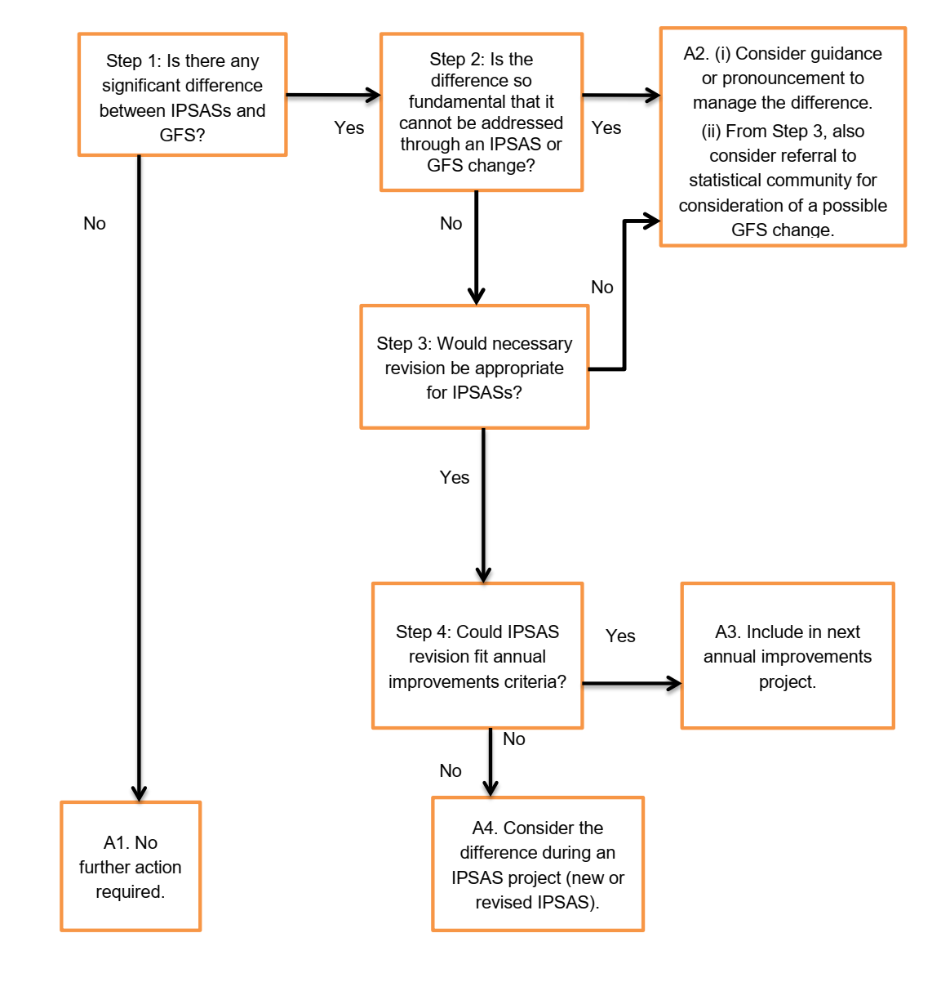 Step 1: Is there any
significant difference
between IPSASs and
GFS?
Yes
Step 2: Is the
difference so
fundamental that it
cannot be addressed
through an IPSAS or
GFS change?
Yes
A2. (i) Consider guidance
or pronouncement to
manage the difference.
(ii) From Step 3, also
consider referral to
statistical community for
consideration of a possible
GFS change.
No
No
No
Step 3: Would necessary
revision be appropriate
for IPSASs?
Yes
Step 4: Could IPSAS
revision fit annual
improvements criteria?
Yes
A3. Include in next
annual improvements
project.
No
No
A1. No
further action
required.
A4. Consider the
difference during an
IPSAS project (new or
revised IPSAS).